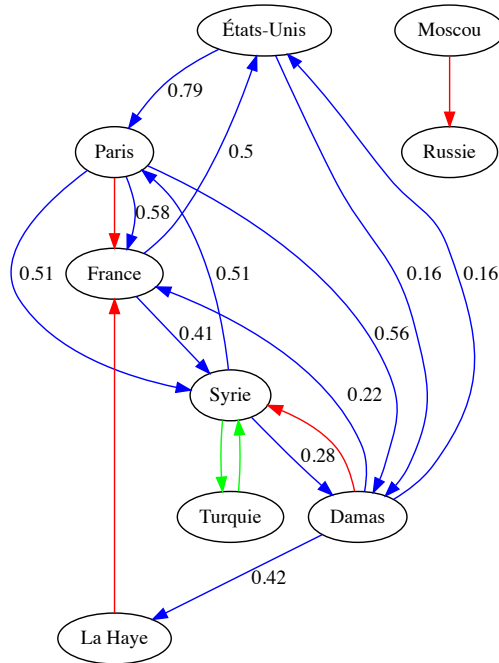 États-Unis
Moscou
0.79
Paris
0.5
Russie
0.58
0.51
France
0.51
0.16
0.16
0.41
0.56
Syrie
0.22
0.28
Turquie
Damas
0.42
La Haye